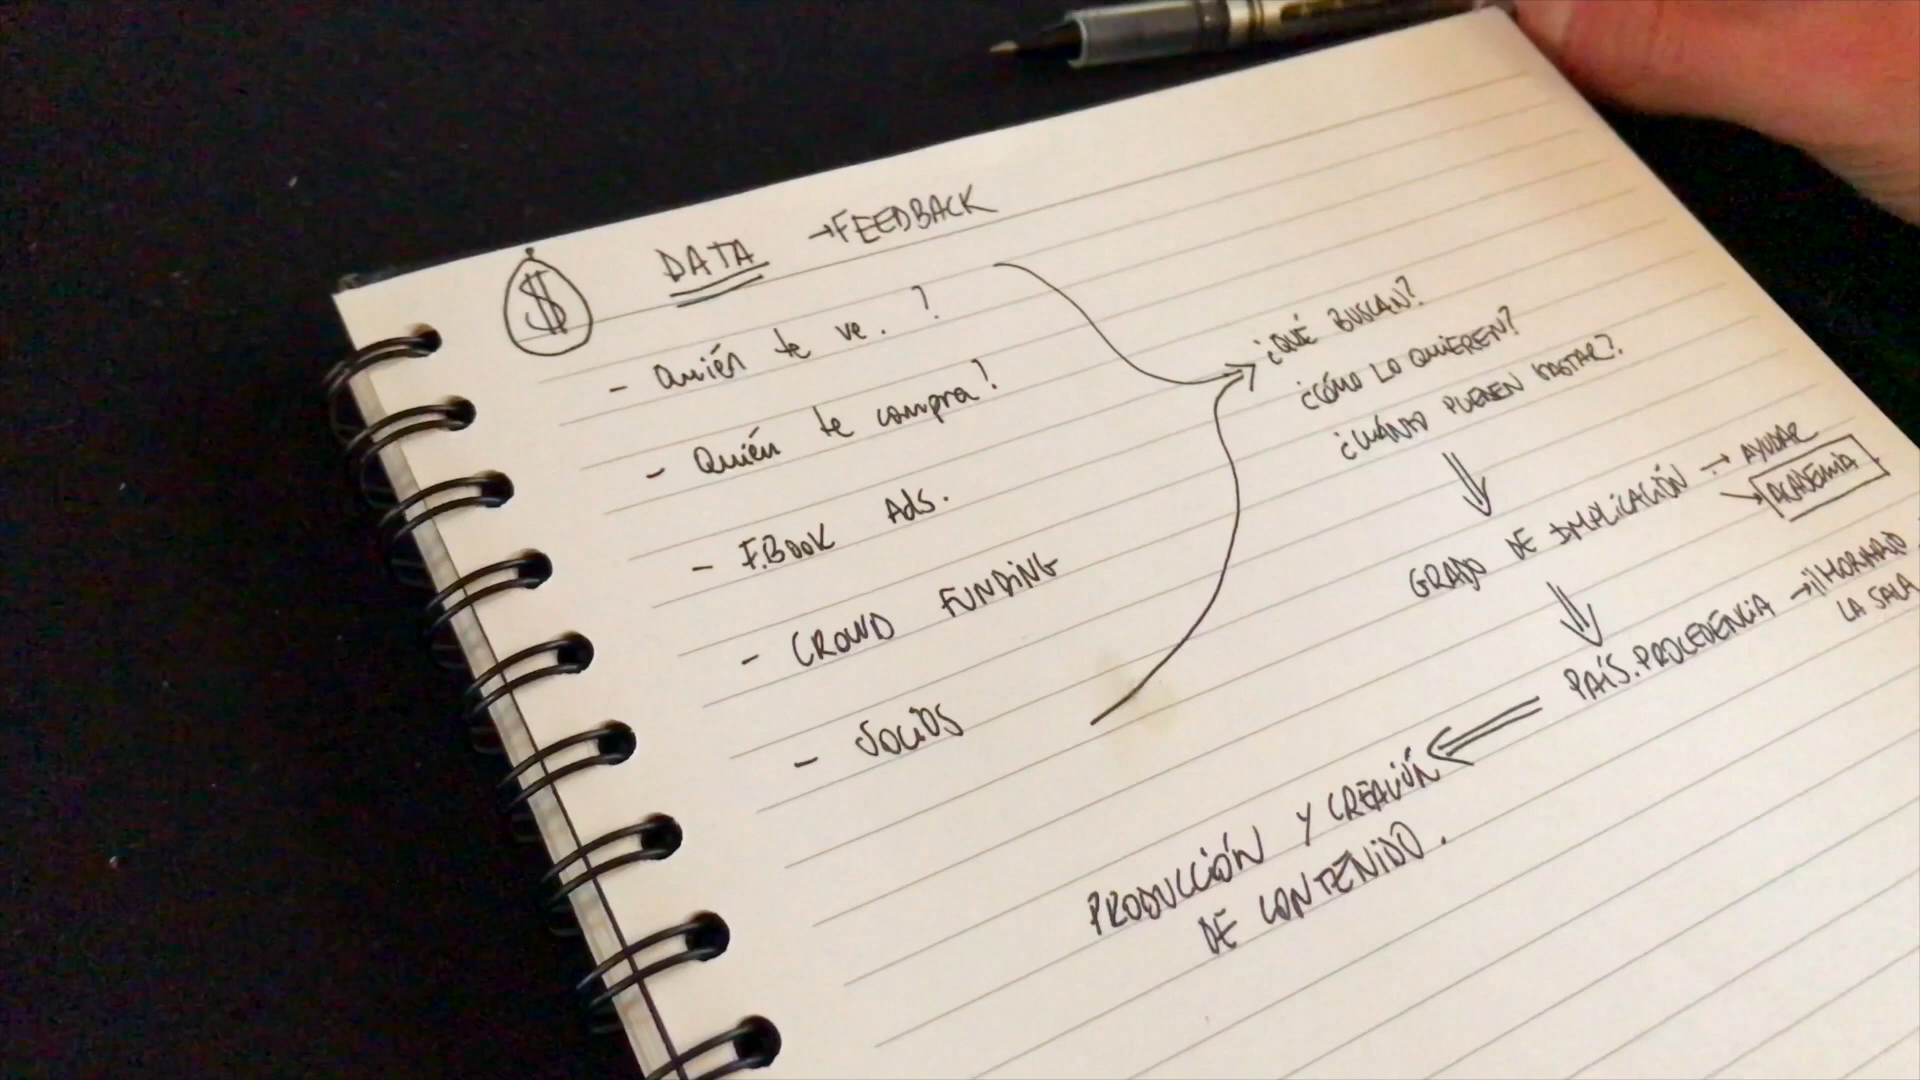 $ DATA →FEEDBACK
- Quién te ve. ?
- Quién te compra?
- F.BOOK Ads.
- CROWD FUNDING
- SOCIOS
¿QUÉ BUSCAN?
¿CÓMO LO QUIEREN?
¿CUÁNTO PUEDEN GASTAR?.
GRADO DE IMPLICACIÓN → AYUDAR
→ ACADEMIA
PAÍS.PROCEDENCIA →
LA SALA
PRODUCCIÓN Y CREACIÓN
DE CONTENIDO.